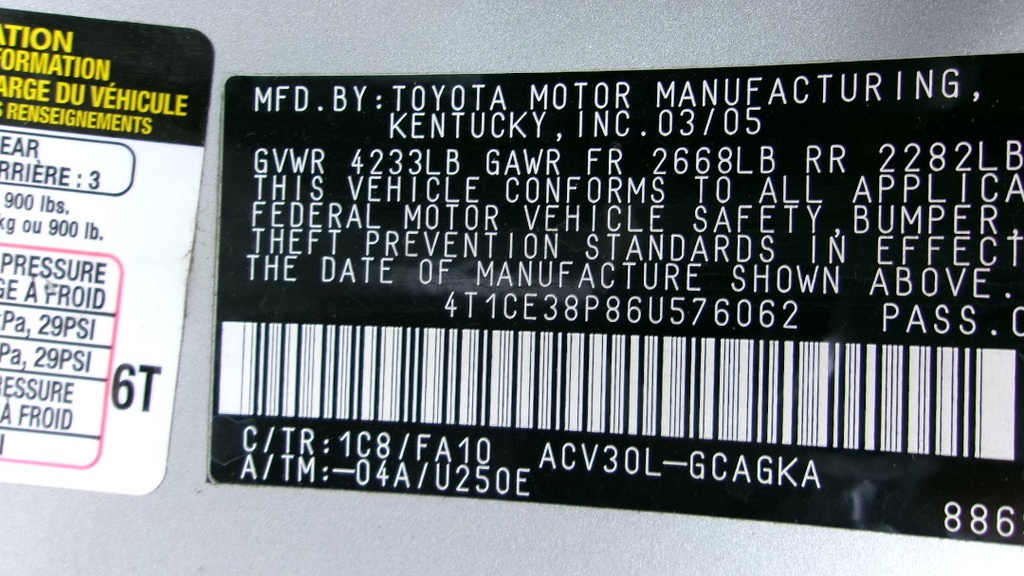 ATION
FORMATION
ARGE DU VÉHICULE
S RENSEIGNEMENTS
EAR
RRIÈRE : 3
900 lbs.
kg ou 900 lb.
PRESSURE
GE À FROID
kPa, 29PSI
Pa, 29PSI
RESSURE
À FROID
6T
MFD.BY:TOYOTA MOTOR MANUFACTURING,
KENTUCKY,INC.03/05
GVWR 4233LB GAWR FR 2668LB RR 2282LB
THIS VEHICLE CONFORMS TO ALL APPLICA
FEDERAL MOTOR VEHICLE SAFETY,BUMPER,
THEFT PREVENTION STANDARDS IN EFFECT
THE DATE OF MANUFACTURE SHOWN ABOVE.
4T1CE38P86U576062 PASS.C
C/TR:1C8/FA10 ACV30L-GCAGKA
A/TM:-04A/U250E
886